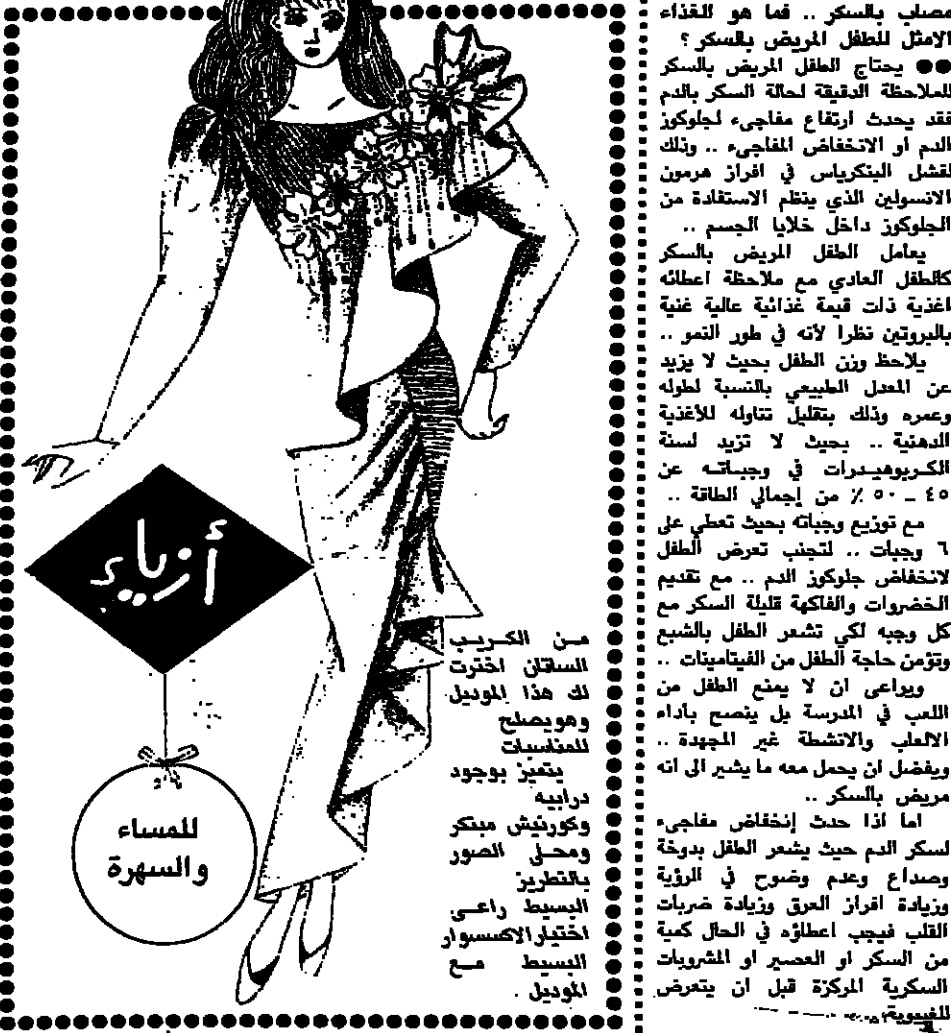 مصاب بالسكر .. فما هو الغذاء
الامثل للطفل المريض بالسكر ؟
●● يحتاج الطفل المريض بالسكر
للملاحظة الدقيقة لحالة السكر بالدم
فقد يحدث ارتفاع مفاجىء لجلوكوز
الدم أو الانخفاض المفاجىء .. وذلك
لفشل البنكرياس في افراز هرمون
الانسولين الذي ينظم الاستفادة من
الجلوكوز داخل خلايا الجسم ..
يعامل الطفل المريض بالسكر
كالطفل العادي مع ملاحظة اعطائه
اغذية ذات قيمة غذائية عالية غنية
بالبروتين نظرا لأنه في طور النمو ..
يلاحظ وزن الطفل بحيث لا يزيد
عن المعدل الطبيعي بالنسبة لطوله
وعمره وذلك بتقليل تناوله للأغذية
الدهنية .. بحيث لا تزيد لسنة
الكربوهيدرات في وجباته عن
٤٥ ــ ٥٠ ٪ من إجمالي الطاقة ..
مع توزيع وجباته بحيث تعطي على
٦ وجبات .. لتجنب تعرض الطفل
لانخفاض جلوكوز الدم .. مع تقديم
الخضروات والفاكهة قليلة السكر مع
كل وجبه لكي تشعر الطفل بالشبع
وتؤمن حاجة الطفل من الفيتامينات ..
ويراعى ان لا يمنع الطفل من
اللعب في المدرسة بل ينصح بأداء
الالعاب والانشطة غير المجهدة ..
ويفضل ان يحمل معه ما يشير الى انه
مريض بالسكر ..
اما اذا حدث إنخفاض مفاجىء
لسكر الدم حيث يشعر الطفل بدوخة
وصداع وعدم وضوح في الرؤية
وزيادة افراز العرق وزيادة ضربات
القلب فيجب اعطاؤه في الحال كمية
من السكر او العصير او المشروبات
السكرية المركزة قبل ان يتعرض
للغيبوبة
أزياء
للمساء
والسهرة
من الكريب
الساتان اخترت
لك هذا الموديل
وهو يصلح
للمناسبات
يتميز بوجود
درابيه
وكورنيش مبتكر
ومحلى الصور
بالتطريز
البسيط راعى
اختيار الاكسسوار
البسيط مع
الموديل .